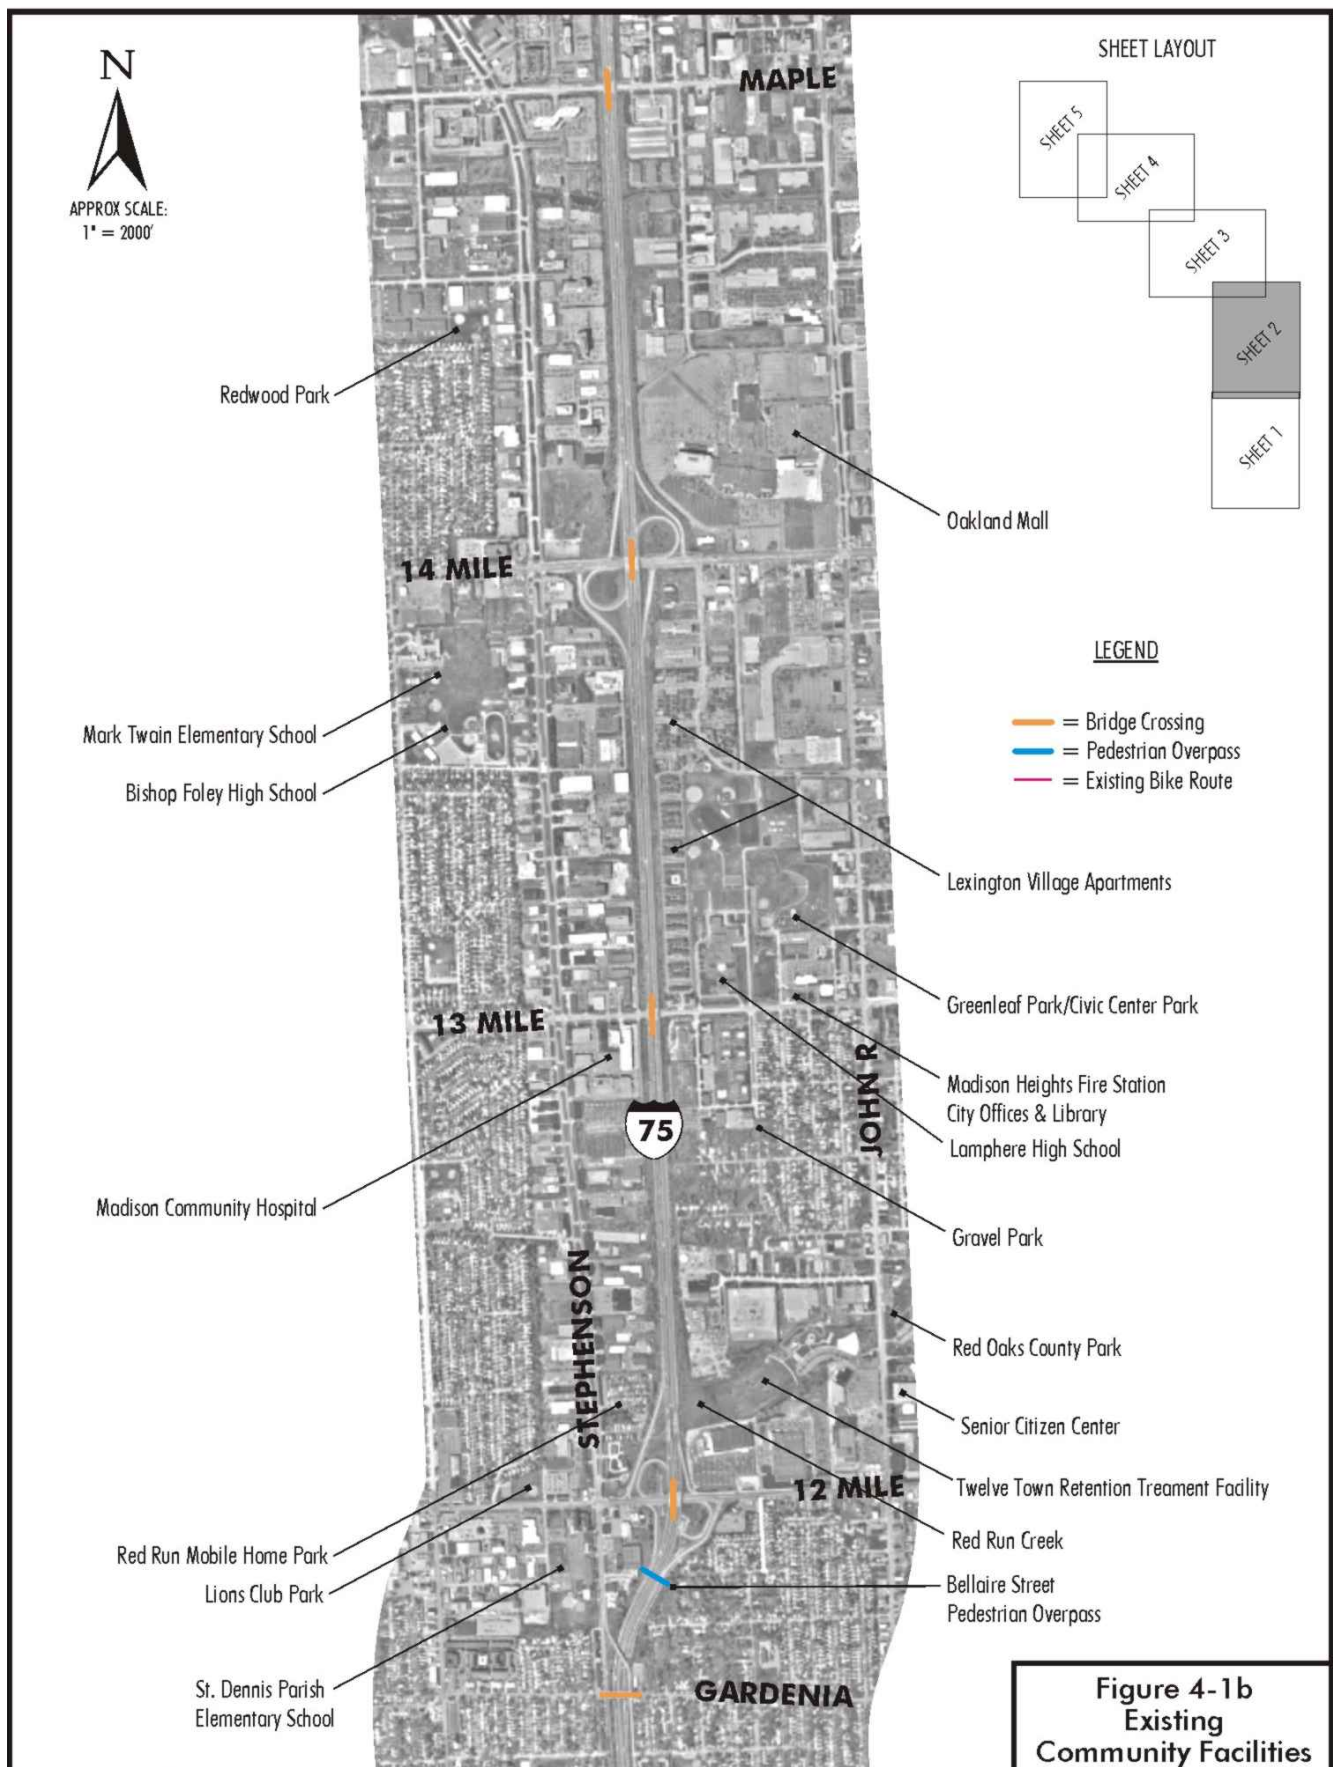 N
APPROX SCALE:
1" = 2000'
MAPLE
SHEET LAYOUT
SHEET 5
SHEET 4
SHEET 3
SHEET 2
SHEET 1
Redwood Park
Oakland Mall
14 MILE
LEGEND
= Bridge Crossing
= Pedestrian Overpass
= Existing Bike Route
Mark Twain Elementary School
Bishop Foley High School
Lexington Village Apartments
Greenleaf Park/Civic Center Park
13 MILE
JOHN R
Madison Heights Fire Station
City Offices & Library
Lamphere High School
75
Madison Community Hospital
Gravel Park
STEPHENSON
Red Oaks County Park
Senior Citizen Center
12 MILE
Twelve Town Retention Treament Facility
Red Run Creek
Red Run Mobile Home Park
Lions Club Park
Bellaire Street
Pedestrian Overpass
St. Dennis Parish
Elementary School
GARDENIA
Figure 4-1b
Existing
Community Facilities